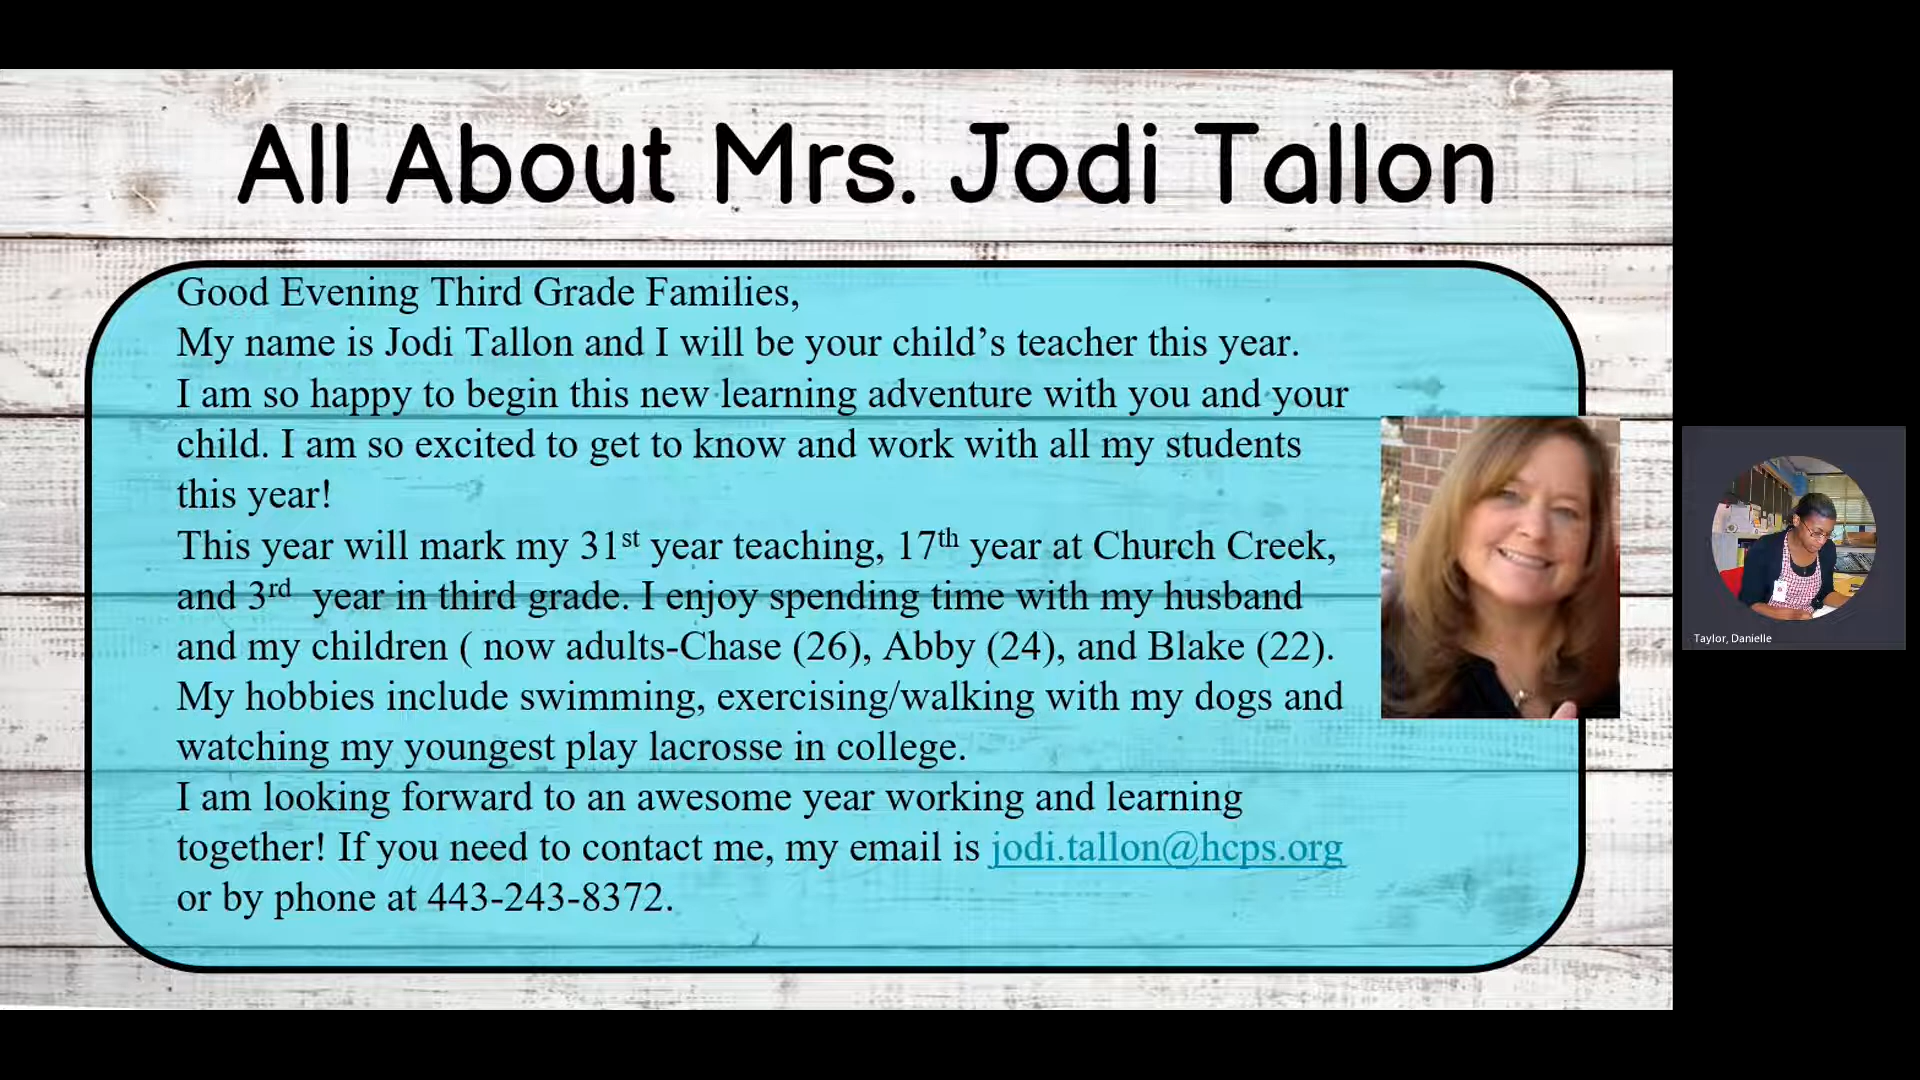 All About Mrs. Jodi Tallon
Good Evening Third Grade Families,
My name is Jodi Tallon and I will be your child’s teacher this year.
I am so happy to begin this new learning adventure with you and your
child. I am so excited to get to know and work with all my students
this year!
This year will mark my 31st year teaching, 17th year at Church Creek,
and 3rd  year in third grade. I enjoy spending time with my husband
and my children ( now adults-Chase (26), Abby (24), and Blake (22).
My hobbies include swimming, exercising/walking with my dogs and
watching my youngest play lacrosse in college.
I am looking forward to an awesome year working and learning
together! If you need to contact me, my email is jodi.tallon@hcps.org
or by phone at 443-243-8372.
Taylor, Danielle